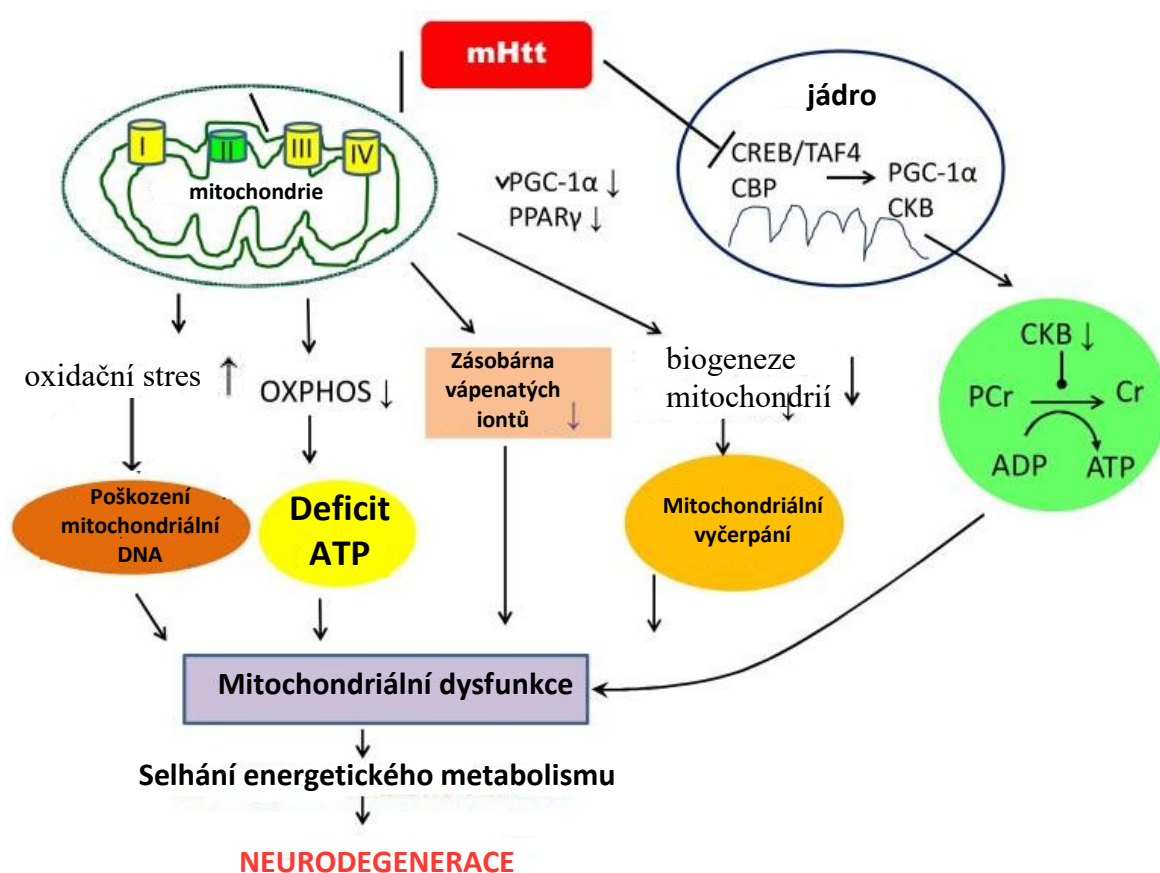 mHtt
jádro
I
II
III
IV
mitochondrie
CREB/TAF4
CBP
PGC-1α
CKB
PGC-1α ↓
PPARγ ↓
oxidační stres ↑
OXPHOS ↓
Zásobárna
vápenatých
iontů ↓
biogeneze
mitochondrií ↓ ↓
CKB ↓
PCr
Cr
ADP
ATP
Poškození
mitochondriální
DNA
Deficit
ATP
Mitochondriální
vyčerpání
Mitochondriální dysfunkce
Selhání energetického metabolismu
NEURODEGENERACE